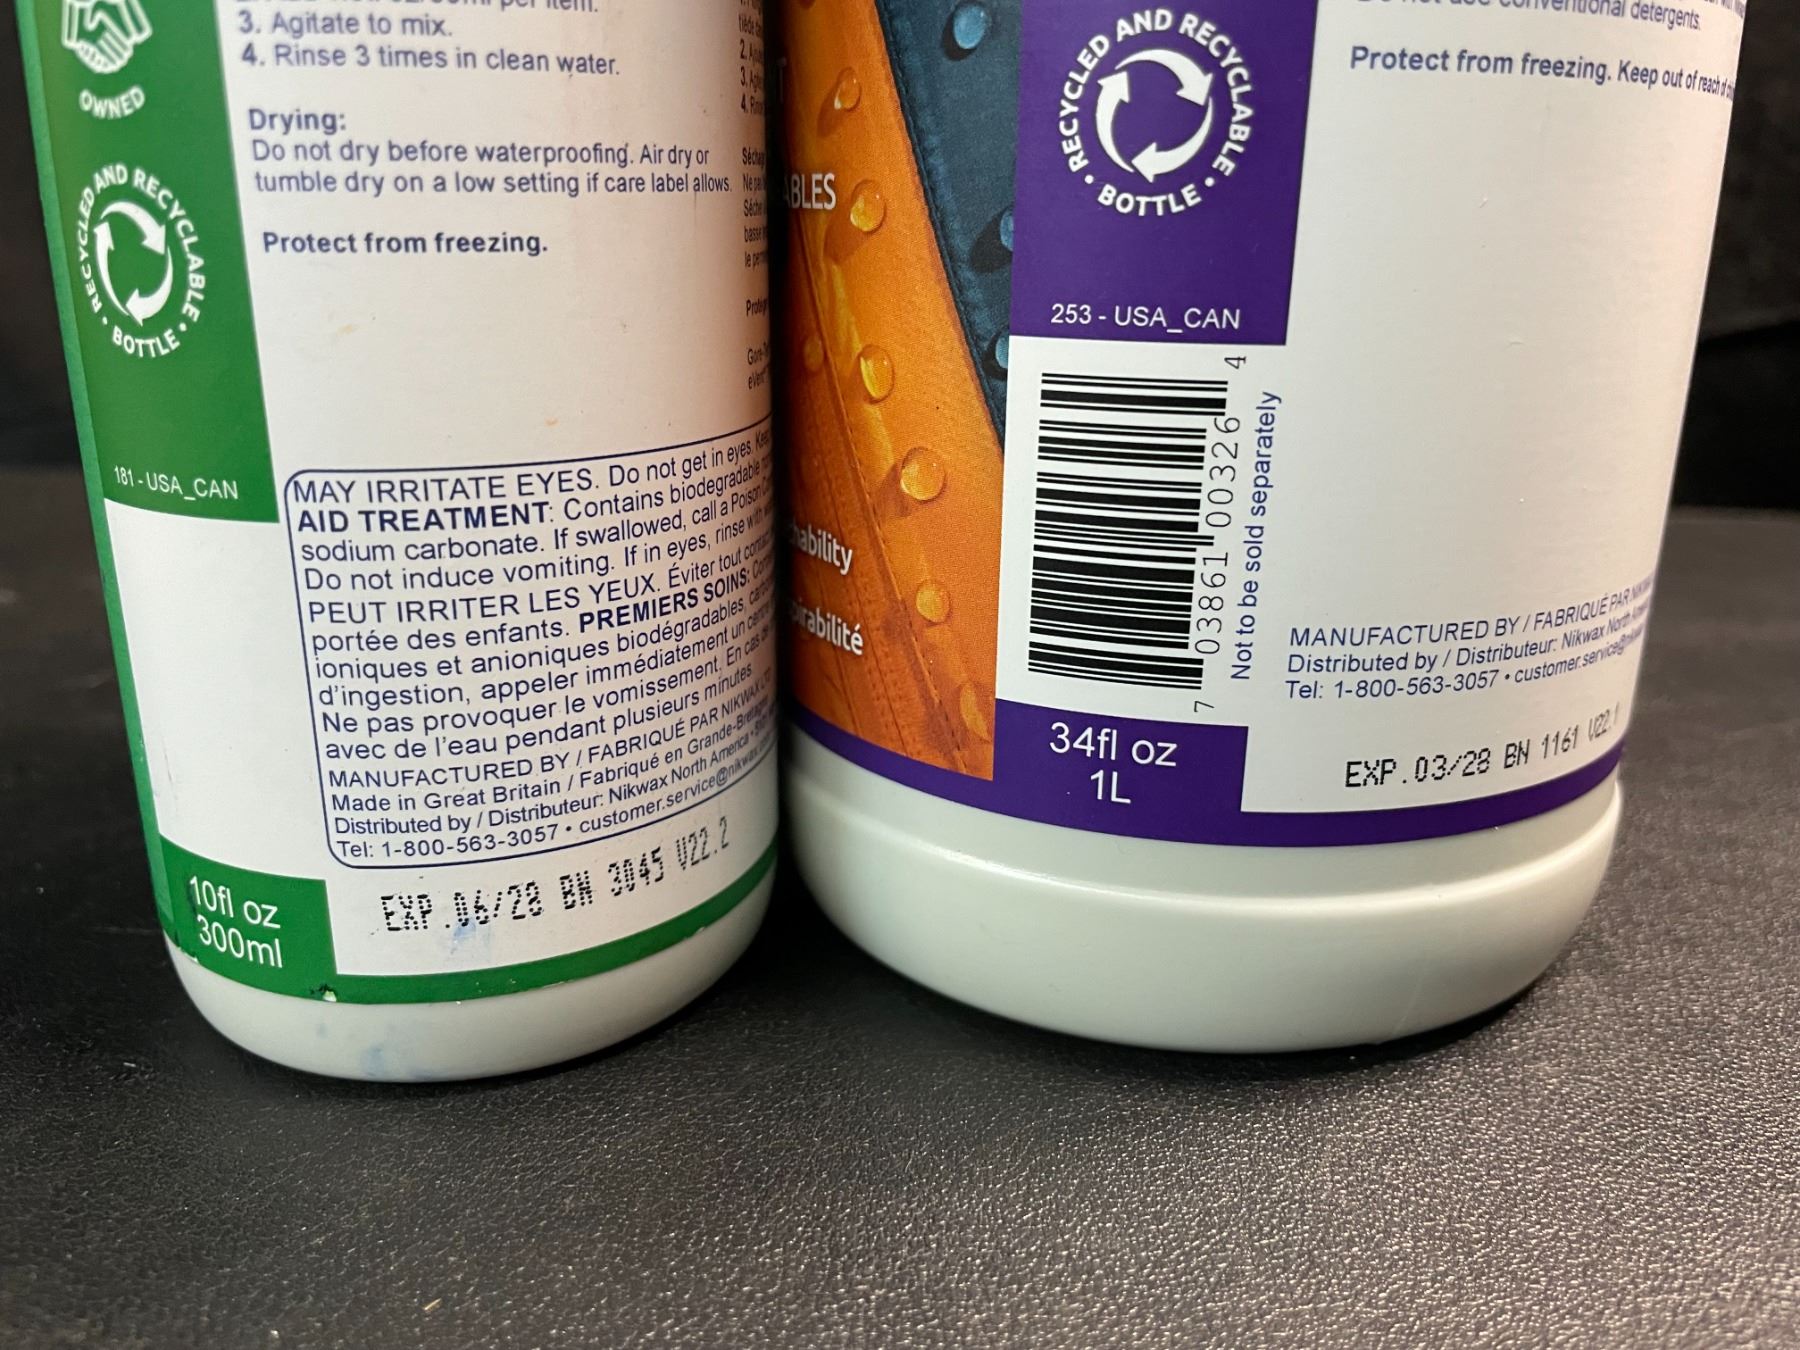 3. Agitate to mix.
4. Rinse 3 times in clean water.
Drying:
Do not dry before waterproofing. Air dry or
tumble dry on a low setting if care label allows.
Protect from freezing.
OWNED
RECYCLED AND RECYCLABLE • BOTTLE •
181 - USA_CAN
MAY IRRITATE EYES. Do not get in eyes.
AID TREATMENT: Contains biodegradable
sodium carbonate. If swallowed, call a Poison
Do not induce vomiting. If in eyes, rinse with
PEUT IRRITER LES YEUX. Éviter tout
portée des enfants. PREMIERS SOINS:
ioniques et anioniques biodégradables,
d'ingestion, appeler immédiatement un
Ne pas provoquer le vomissement. En cas de
avec de l'eau pendant plusieurs minutes
MANUFACTURED BY / FABRIQUÉ PAR NIKWAX
Made in Great Britain / Fabriqué en Grande-Bretagne
Distributed by / Distributeur: Nikwax North America
Tel: 1-800-563-3057 • customer.service@
10fl oz
300ml
EXP.06/28 BN 3045 V22.2
RECYCLED AND RECYCLABLE • BOTTLE •
253 - USA_CAN
7 03861 00326 4
Not to be sold separately
34fl oz
1L
conventional detergents.
Protect from freezing. Keep out of reach
MANUFACTURED BY / FABRIQUÉ PAR
Distributed by / Distributeur: Nikwax North
Tel: 1-800-563-3057 • customer.service@
EXP.03/28 BN 1161